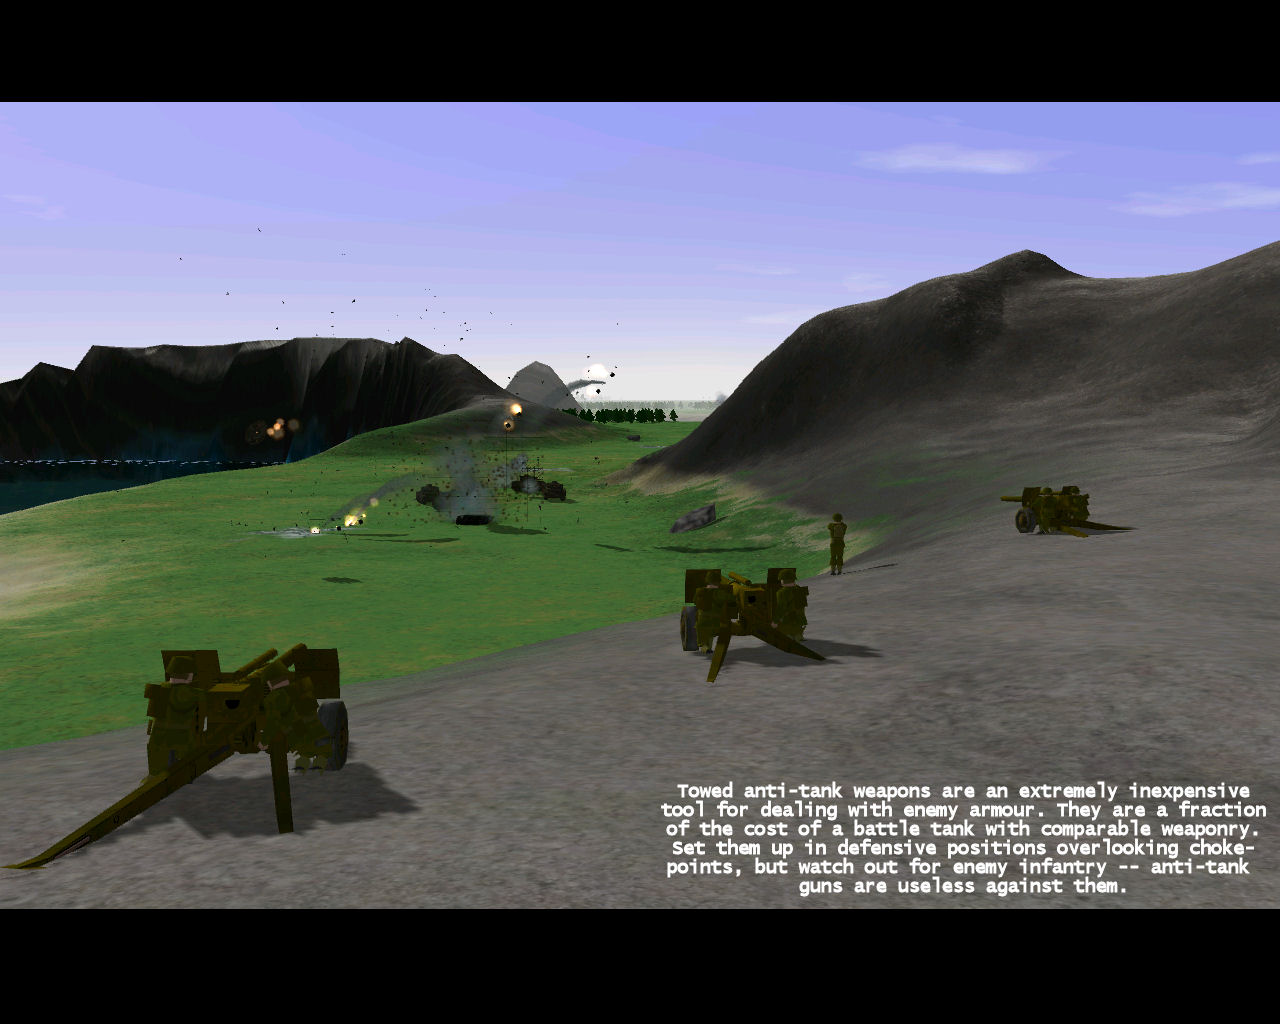 Towed anti-tank weapons are an extremely inexpensive
tool for dealing with enemy armour. They are a fraction
of the cost of a battle tank with comparable weaponry.
Set them up in defensive positions overlooking choke-
points, but watch out for enemy infantry -- anti-tank
guns are useless against them.